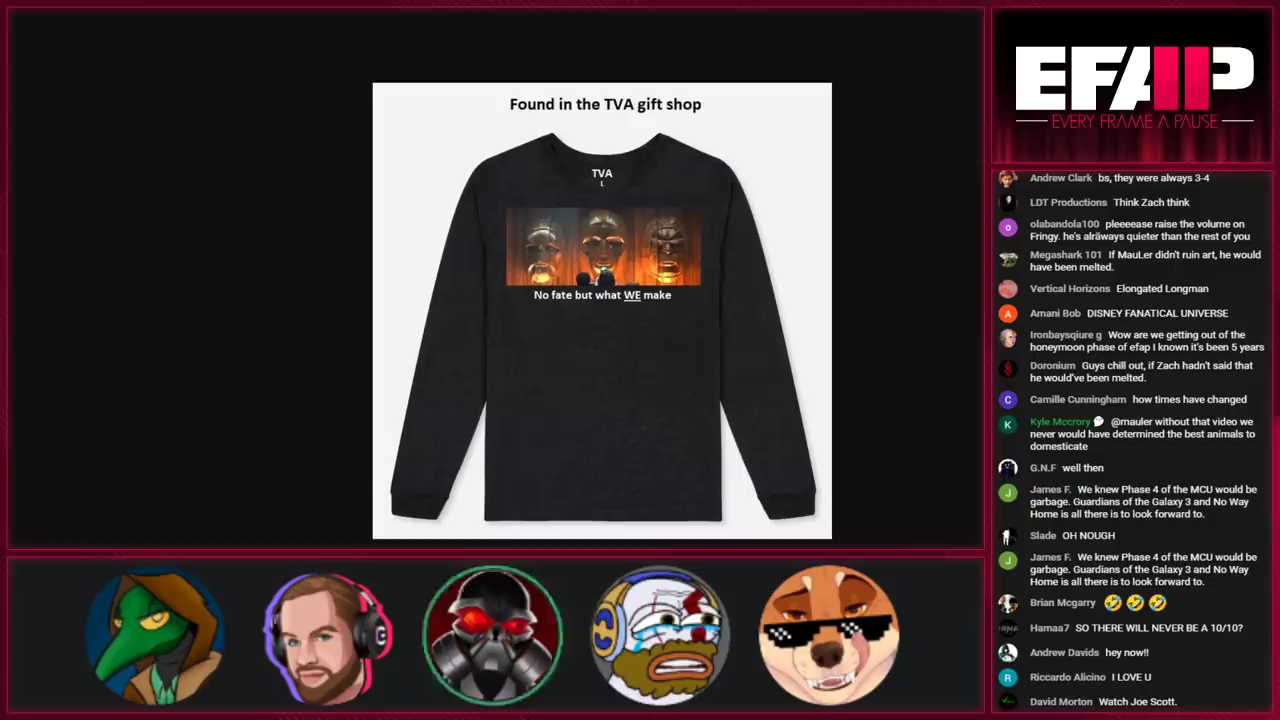 Found in the TVA gift shop
TVA
L
No fate but what WE make
EFAP
EVERY FRAME A PAUSE
Andrew Clark bs, they were always 3-4
LDT Productions Think Zach think
olabandola100 pleeeease raise the volume on
Fringy. he's alräways quieter than the rest of you
Megashark 101 If MauLer didn't ruin art, he would
have been melted.
Vertical Horizons Elongated Longman
A
Amani Bob DISNEY FANATICAL UNIVERSE
Ironbaysqiure g Wow are we getting out of the
honeymoon phase of efap I known it's been 5 years
Doronium Guys chill out, if Zach hadn't said that
he would've been melted.
C
Camille Cunningham how times have changed
K
Kyle Mccrory @mauler without that video we
never would have determined the best animals to
domesticate
G.N.F well then
J
James F. We knew Phase 4 of the MCU would be
garbage. Guardians of the Galaxy 3 and No Way
Home is all there is to look forward to.
Slade OH NOUGH
J
James F. We knew Phase 4 of the MCU would be
garbage. Guardians of the Galaxy 3 and No Way
Home is all there is to look forward to.
Brian Mcgarry 🤣 🤣 🤣
Hamaa7 SO THERE WILL NEVER BE A 10/10?
Andrew Davids hey now!!
R
Riccardo Alicino I LOVE U
David Morton Watch Joe Scott.